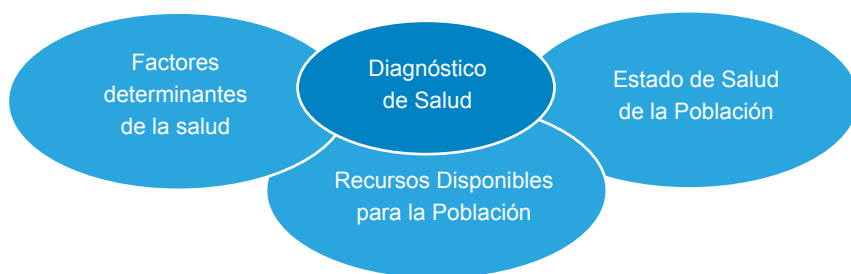 Factores
determinantes
de la salud
Diagnóstico
de Salud
Estado de Salud
de la Población
Recursos Disponibles
para la Población